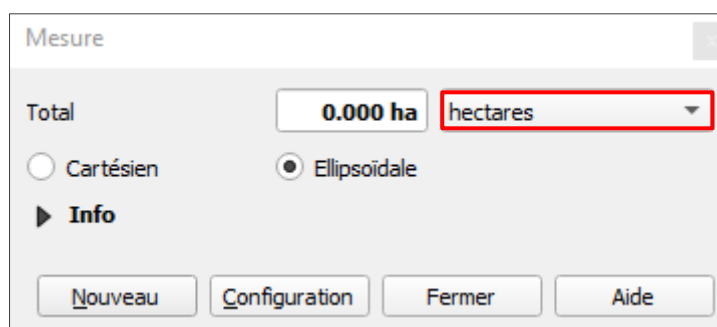 Mesure
Total 0.000 ha hectares
Cartésien Ellipsoïdale
Info
Nouveau Configuration Fermer Aide